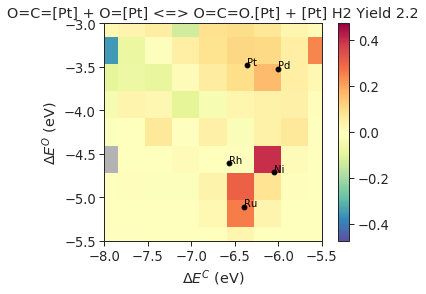 O=C=[Pt] + O=[Pt] <=> O=C=O.[Pt] + [Pt] H2 Yield 2.2
−3.0
−3.5
−4.0
−4.5
−5.0
−5.5
ΔE^O (eV)
Pt
Pd
Rh
Ni
Ru
−8.0 −7.5 −7.0 −6.5 −6.0 −5.5
ΔE^C (eV)
0.4
0.2
0.0
−0.2
−0.4